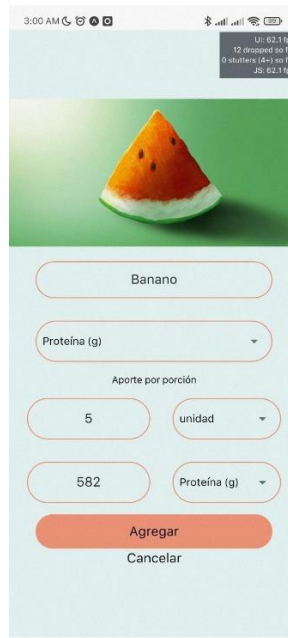 3:00 AM
UI: 62.1 f
12 dropped so f
0 stutters (4+) so f
JS: 62.1 f
Banano
Proteína (g)
Aporte por porción
5
unidad
582
Proteína (g)
Agregar
Cancelar